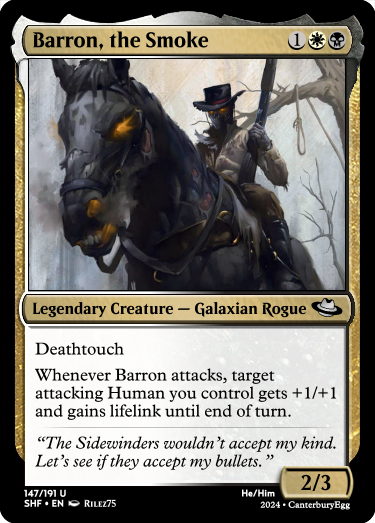 Barron, the Smoke 1
Legendary Creature — Galaxian Rogue
Deathtouch
Whenever Barron attacks, target
attacking Human you control gets +1/+1
and gains lifelink until end of turn.
“The Sidewinders wouldn’t accept my kind.
Let’s see if they accept my bullets.”
2/3
147/191 U He/Him
SHF • EN Rilez75 2024 • CanterburyEgg